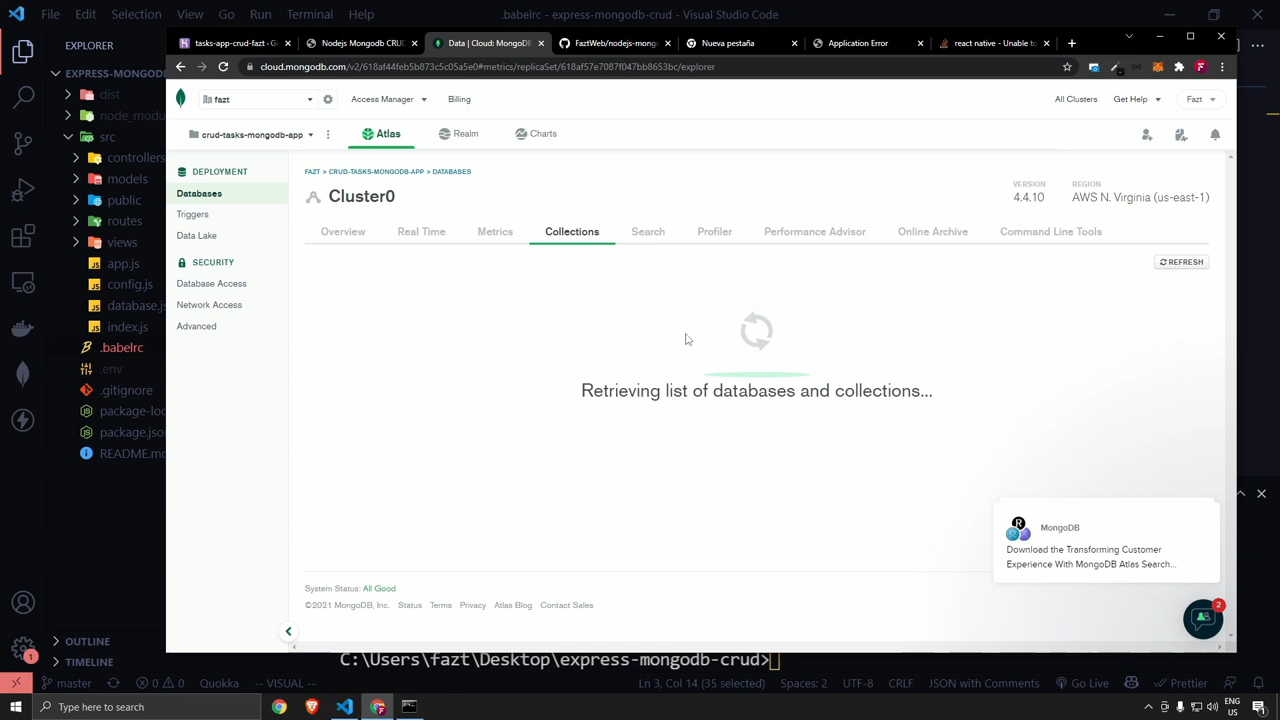 File Edit Selection View Go Run Terminal Help .babelrc - express-mongodb-crud - Visual Studio Code
EXPLORER
EXPRESS-MONGOD
dist
node_modu
src
controllers
models
public
routes
views
app.js
config.js
database.js
index.js
.babelrc
.env
.gitignore
package-loc
package.json
README.md
OUTLINE
TIMELINE
tasks-app-crud-fazt - G
Nodejs Mongodb CRUD
Data | Cloud: MongoDB
FaztWeb/nodejs-mongo
Nueva pestaña
Application Error
react native - Unable to
cloud.mongodb.com/v2/618af44feb5b873c5c05a5e0#metrics/replicaSet/618af57e7087f047bb8653bc/explorer
fazt
Access Manager
Billing
All Clusters
Get Help
Fazt
crud-tasks-mongodb-app
Atlas
Realm
Charts
DEPLOYMENT
Databases
Triggers
Data Lake
SECURITY
Database Access
Network Access
Advanced
FAZT > CRUD-TASKS-MONGODB-APP > DATABASES
Cluster0
VERSION
4.4.10
REGION
AWS N. Virginia (us-east-1)
Overview
Real Time
Metrics
Collections
Search
Profiler
Performance Advisor
Online Archive
Command Line Tools
REFRESH
Retrieving list of databases and collections...
MongoDB
Download the Transforming Customer
Experience With MongoDB Atlas Search...
2
System Status: All Good
©2021 MongoDB, Inc. Status Terms Privacy Atlas Blog Contact Sales
C:\Users\fazt\Desktop\express-mongodb-crud>
1
master
0
0
Quokka
-- VISUAL --
Ln 3, Col 14 (35 selected)
Spaces: 2
UTF-8
CRLF
JSON with Comments
Go Live
Prettier
Type here to search
ENG
US